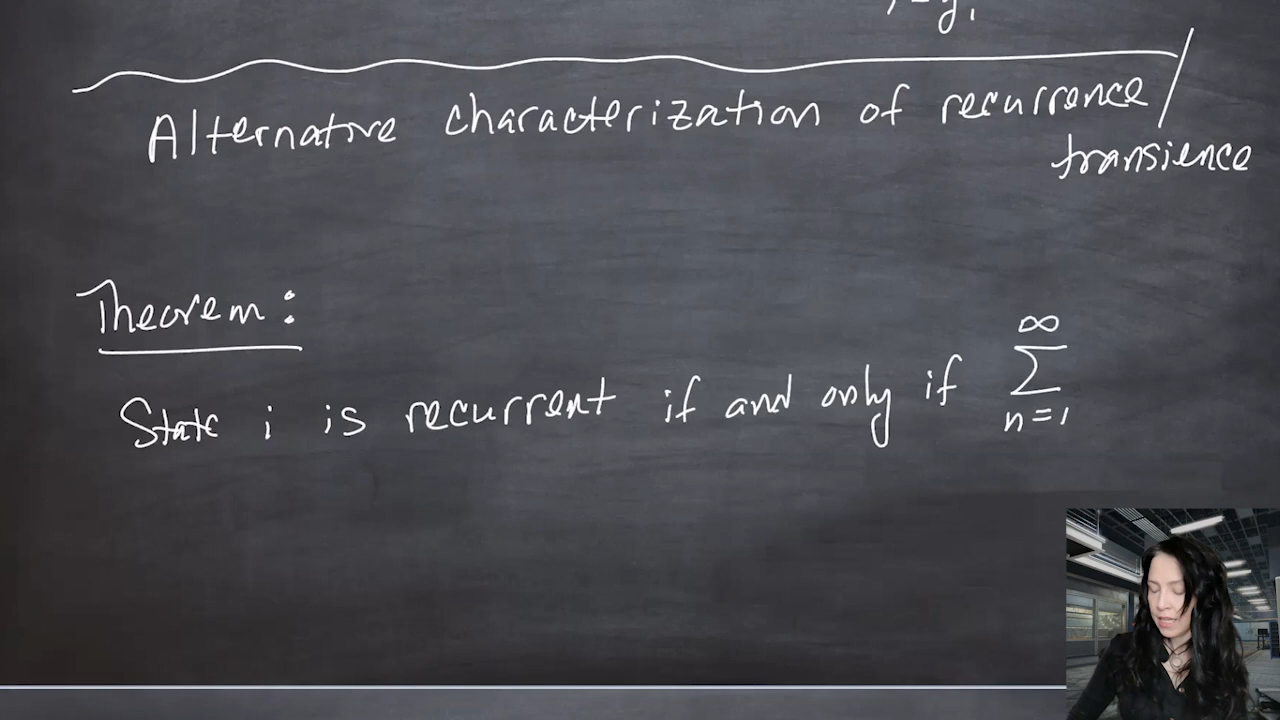 Alternative characterization of recurrence/
transience
Theorem:
State i is recurrent if and only if ∞
∑
n=1